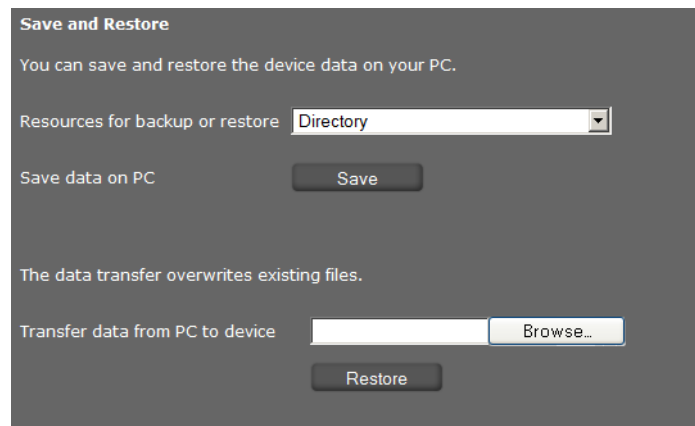 Save and Restore
You can save and restore the device data on your PC.
Resources for backup or restore Directory
Save data on PC Save
The data transfer overwrites existing files.
Transfer data from PC to device Browse...
Restore